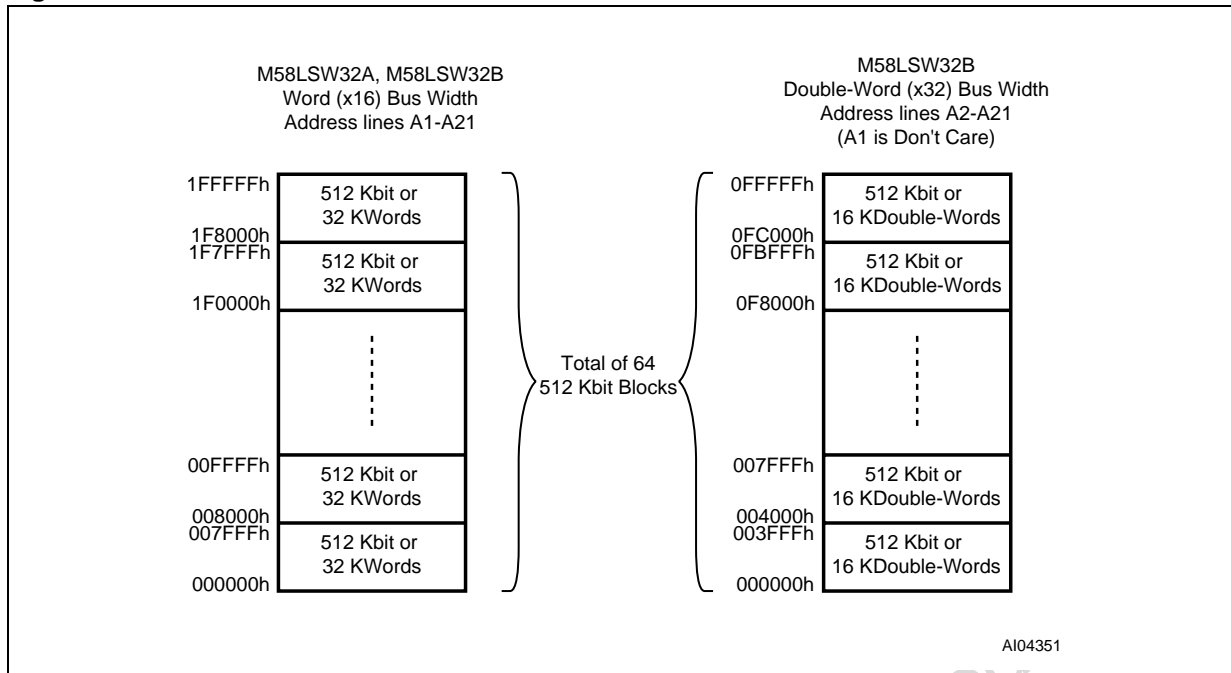 M58LSW32A, M58LSW32B
Word (x16) Bus Width
Address lines A1-A21
1FFFFFh
512 Kbit or
32 KWords
1F8000h
1F7FFFh
512 Kbit or
32 KWords
1F0000h
00FFFFh
512 Kbit or
32 KWords
008000h
007FFFh
512 Kbit or
32 KWords
000000h
Total of 64
512 Kbit Blocks
M58LSW32B
Double-Word (x32) Bus Width
Address lines A2-A21
(A1 is Don't Care)
0FFFFFh
512 Kbit or
16 KDouble-Words
0FC000h
0FBFFFh
512 Kbit or
16 KDouble-Words
0F8000h
007FFFh
512 Kbit or
16 KDouble-Words
004000h
003FFFh
512 Kbit or
16 KDouble-Words
000000h
AI04351